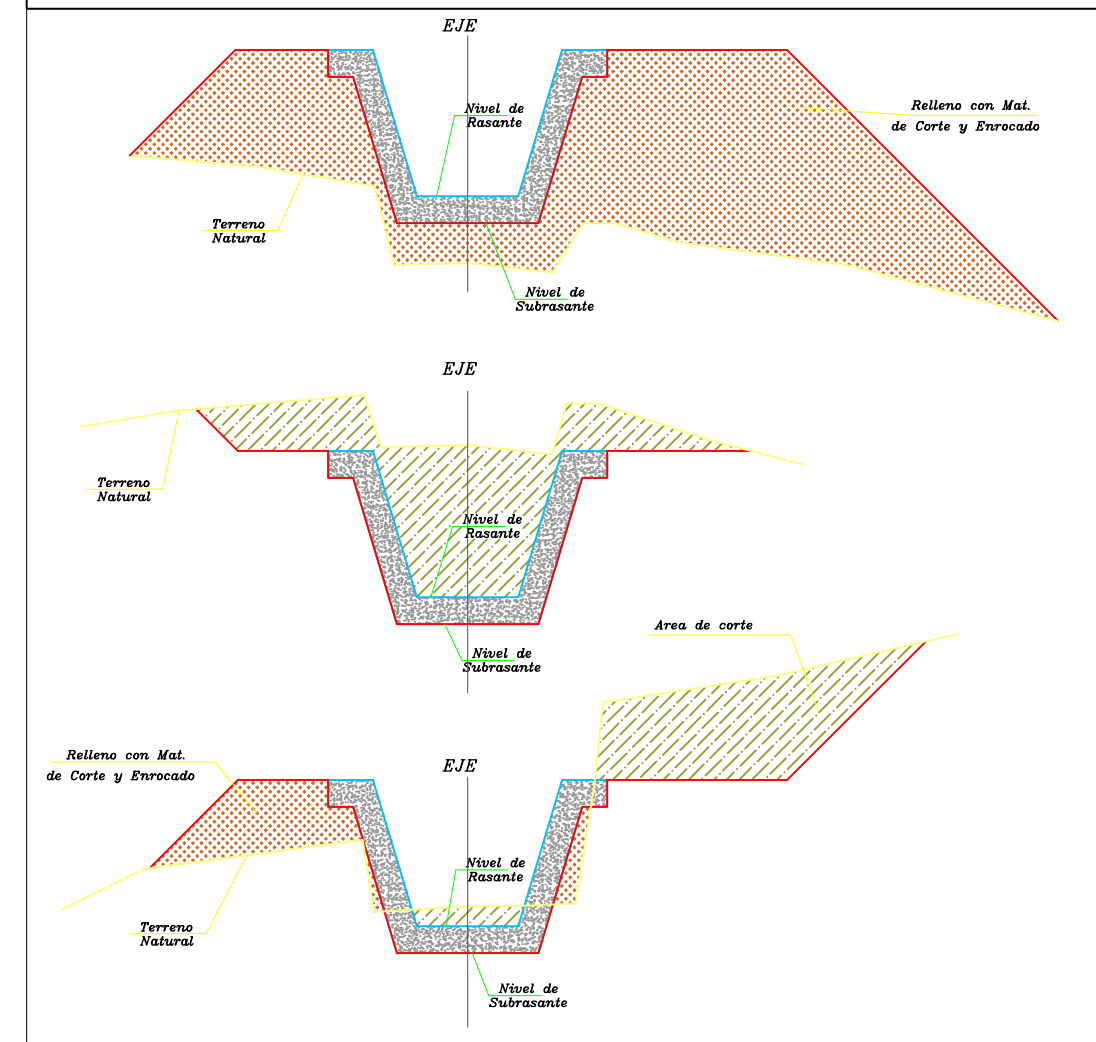 EJE
Nivel de
Rasante
Relleno con Mat.
de Corte y Enrocado
Terreno
Natural
Nivel de
Subrasante
EJE
Terreno
Natural
Nivel de
Rasante
Nivel de
Subrasante
Area de corte
Relleno con Mat.
de Corte y Enrocado
EJE
Nivel de
Rasante
Terreno
Natural
Nivel de
Subrasante